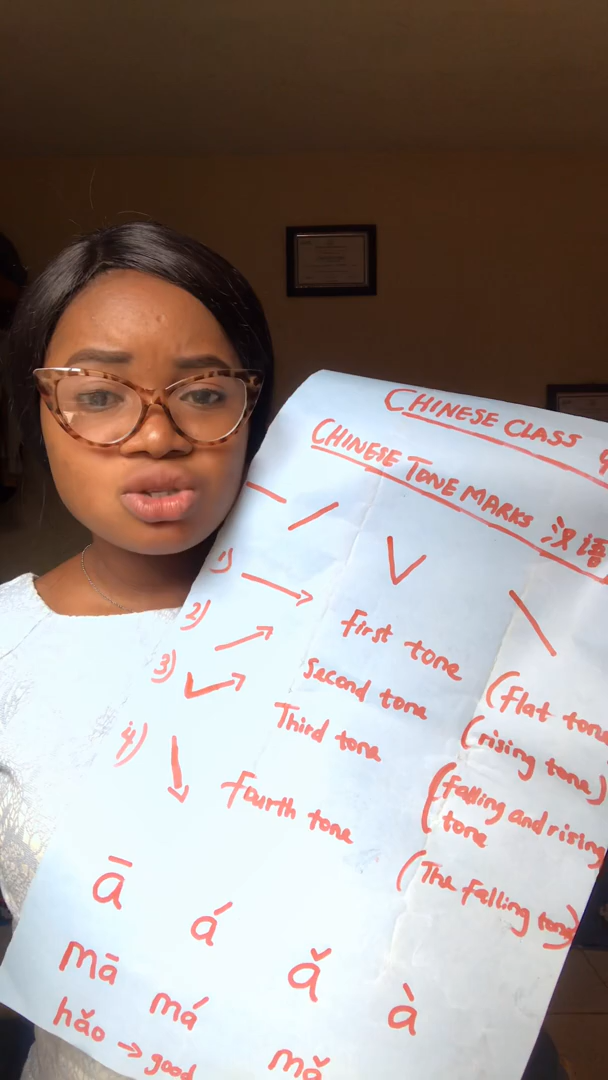 CHINESE CLASS
CHINESE TONE MARKS 汉语
— / V \
1) → First tone (flat tone
2) ↗ Second tone (rising tone)
3) Third tone (falling and rising tone
4) Fourth tone (The falling tone)
ā á ǎ à
mā má mǎ
hǎo → good